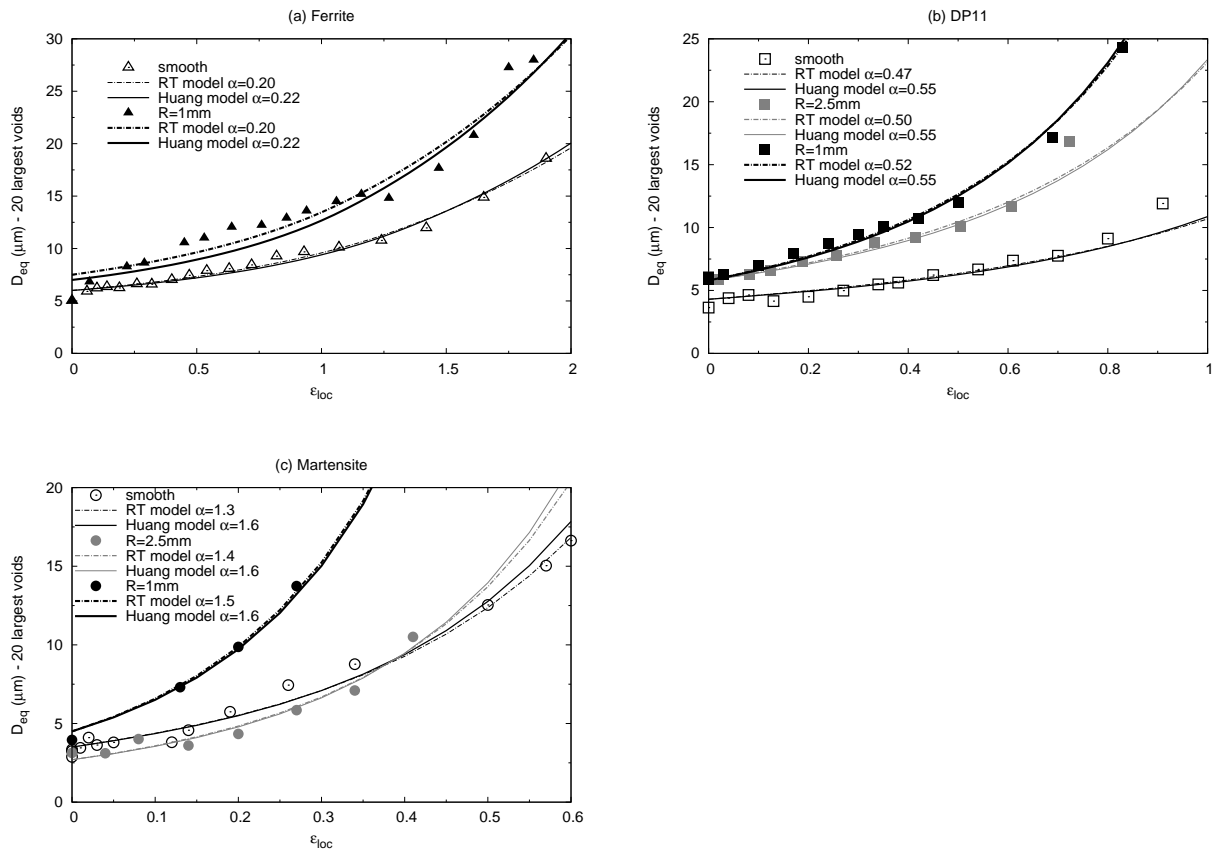 (a) Ferrite
D_eq (μm) - 20 largest voids
30
25
20
15
10
5
0
smooth
RT model α=0.20
Huang model α=0.22
R=1mm
RT model α=0.20
Huang model α=0.22
0 0.5 1 1.5 2
ε_loc
(b) DP11
D_eq (μm) - 20 largest voids
25
20
15
10
5
0
smooth
RT model α=0.47
Huang model α=0.55
R=2.5mm
RT model α=0.50
Huang model α=0.55
R=1mm
RT model α=0.52
Huang model α=0.55
0 0.2 0.4 0.6 0.8 1
ε_loc
(c) Martensite
D_eq (μm) - 20 largest voids
20
15
10
5
0
smooth
RT model α=1.3
Huang model α=1.6
R=2.5mm
RT model α=1.4
Huang model α=1.6
R=1mm
RT model α=1.5
Huang model α=1.6
0 0.1 0.2 0.3 0.4 0.5 0.6
ε_loc